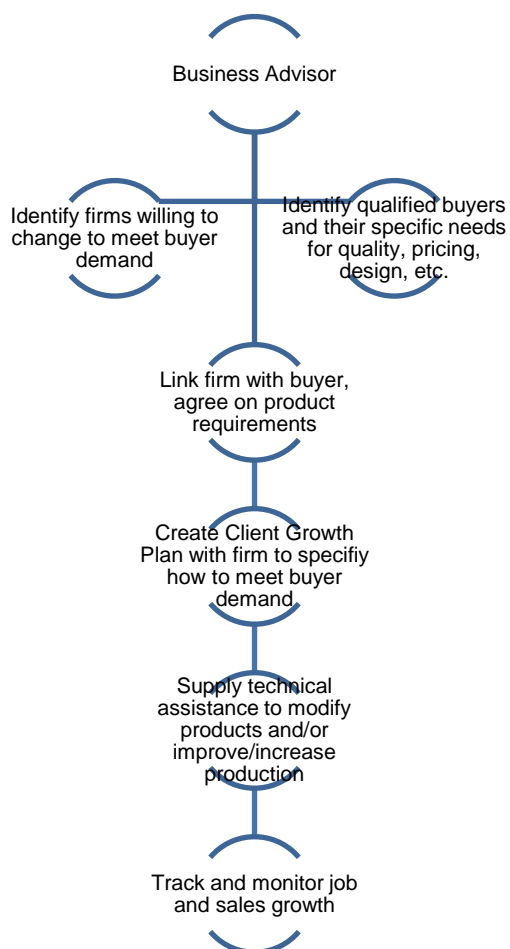 Business Advisor
Identify firms willing to
change to meet buyer
demand
Identify qualified buyers
and their specific needs
for quality, pricing,
design, etc.
Link firm with buyer,
agree on product
requirements
Create Client Growth
Plan with firm to specifiy
how to meet buyer
demand
Supply technical
assistance to modify
products and/or
improve/increase
production
Track and monitor job
and sales growth